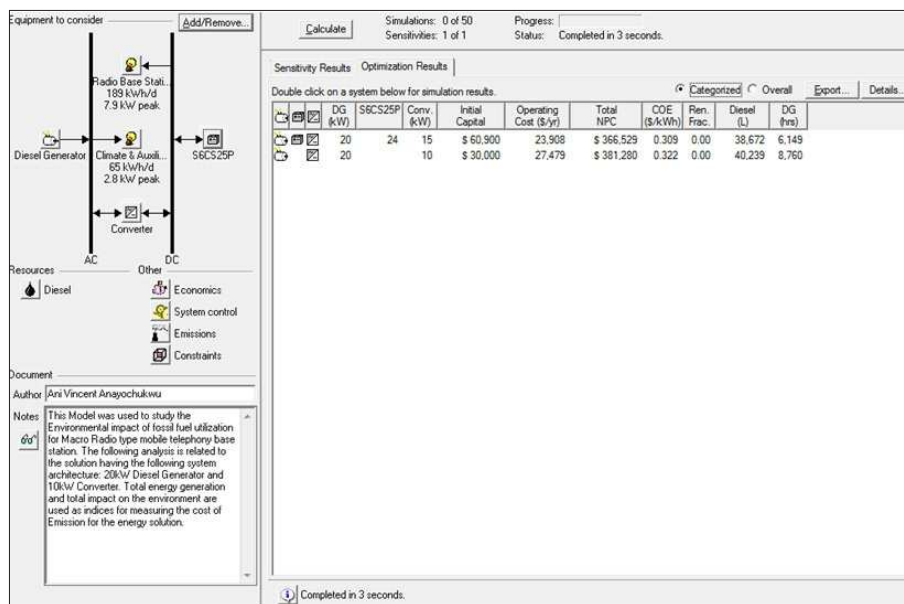 Equipment to consider Add/Remove...
Radio Base Stati...
189 kWh/d
7.9 kW peak
Diesel Generator
Climate & Auxili...
65 kWh/d
2.8 kW peak
S6CS25P
Converter
AC DC
Resources Other
Diesel Economics
System control
Emissions
Constraints
Document
Author Ani Vincent Anayochukwu
Notes This Model was used to study the
Environmental impact of fossil fuel utilization
for Macro Radio type mobile telephony base
station. The following analysis is related to
the solution having the following system
architecture: 20kW Diesel Generator and
10kW Converter. Total energy generation
and total impact on the environment are
used as indices for measuring the cost of
Emission for the energy solution.
Calculate
Simulations: 0 of 50 Progress:
Sensitivities: 1 of 1 Status: Completed in 3 seconds.
Sensitivity Results Optimization Results
Double click on a system below for simulation results. Categorized Overall Export... Details...
DG (kW) S6CS25P Conv. (kW) Initial Capital Operating Cost ($/yr) Total NPC COE ($/kWh) Ren. Frac. Diesel (L) DG (hrs)
20 24 15 $ 60,900 23,908 $ 366,529 0.309 0.00 38,672 6,149
20 10 $ 30,000 27,479 $ 381,280 0.322 0.00 40,239 8,760
Completed in 3 seconds.